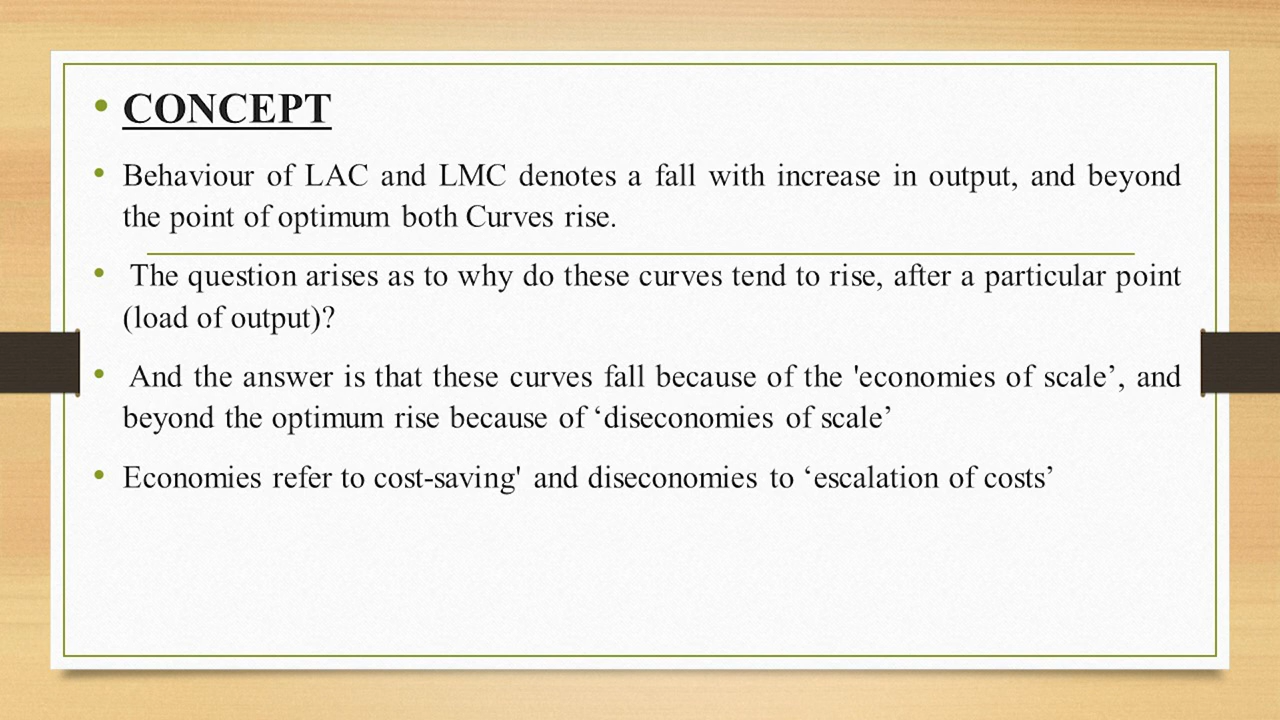 • CONCEPT
• Behaviour of LAC and LMC denotes a fall with increase in output, and beyond
the point of optimum both Curves rise.
• The question arises as to why do these curves tend to rise, after a particular point
(load of output)?
• And the answer is that these curves fall because of the 'economies of scale’, and
beyond the optimum rise because of ‘diseconomies of scale’
• Economies refer to cost-saving' and diseconomies to ‘escalation of costs’